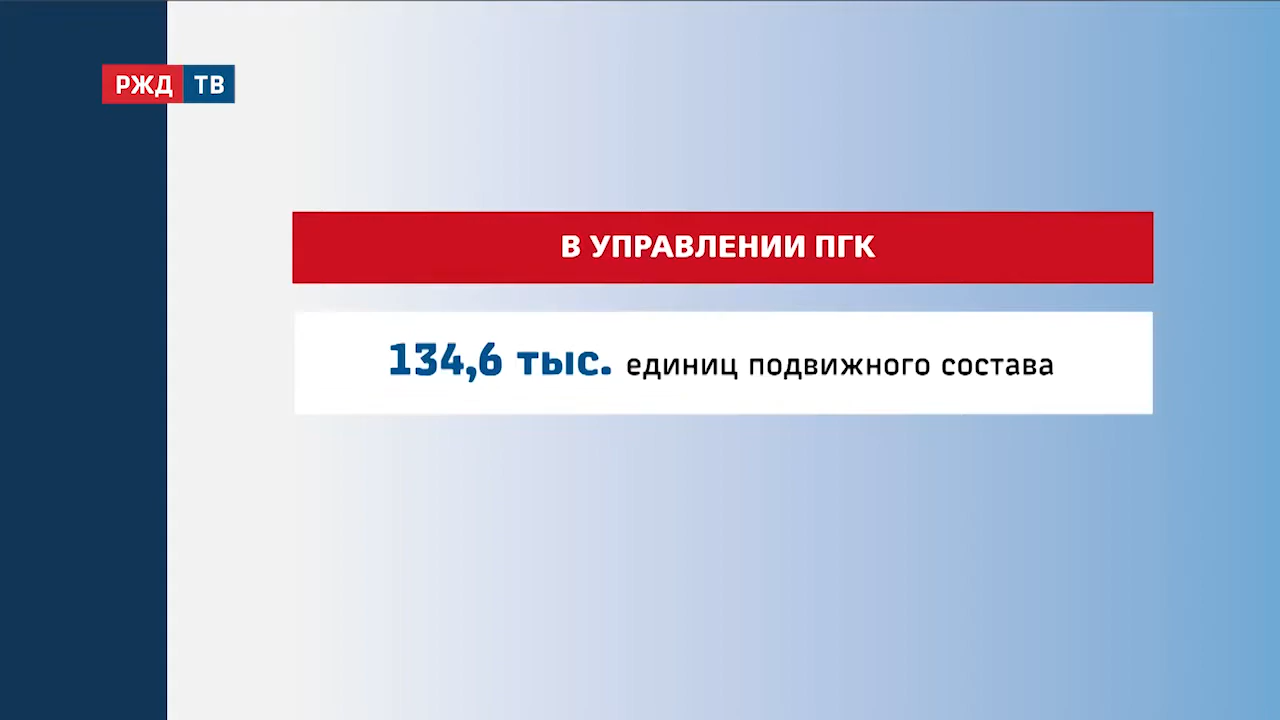 РЖД ТВ
В УПРАВЛЕНИИ ПГК
134,6 тыс. единиц подвижного состава